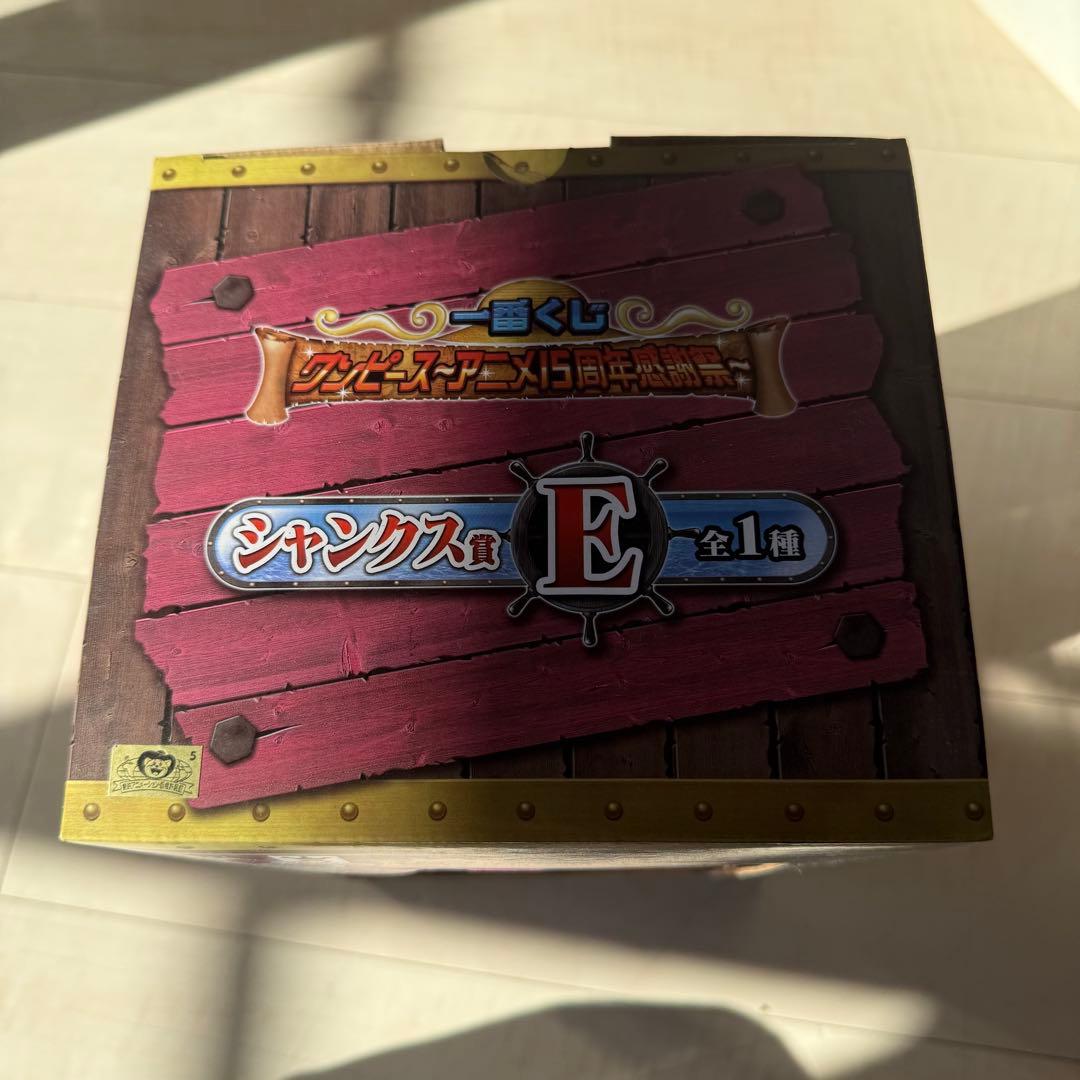 一番くじ
ワンピース～アニメ15周年感謝祭～
シャンクス賞 E 全1種
5